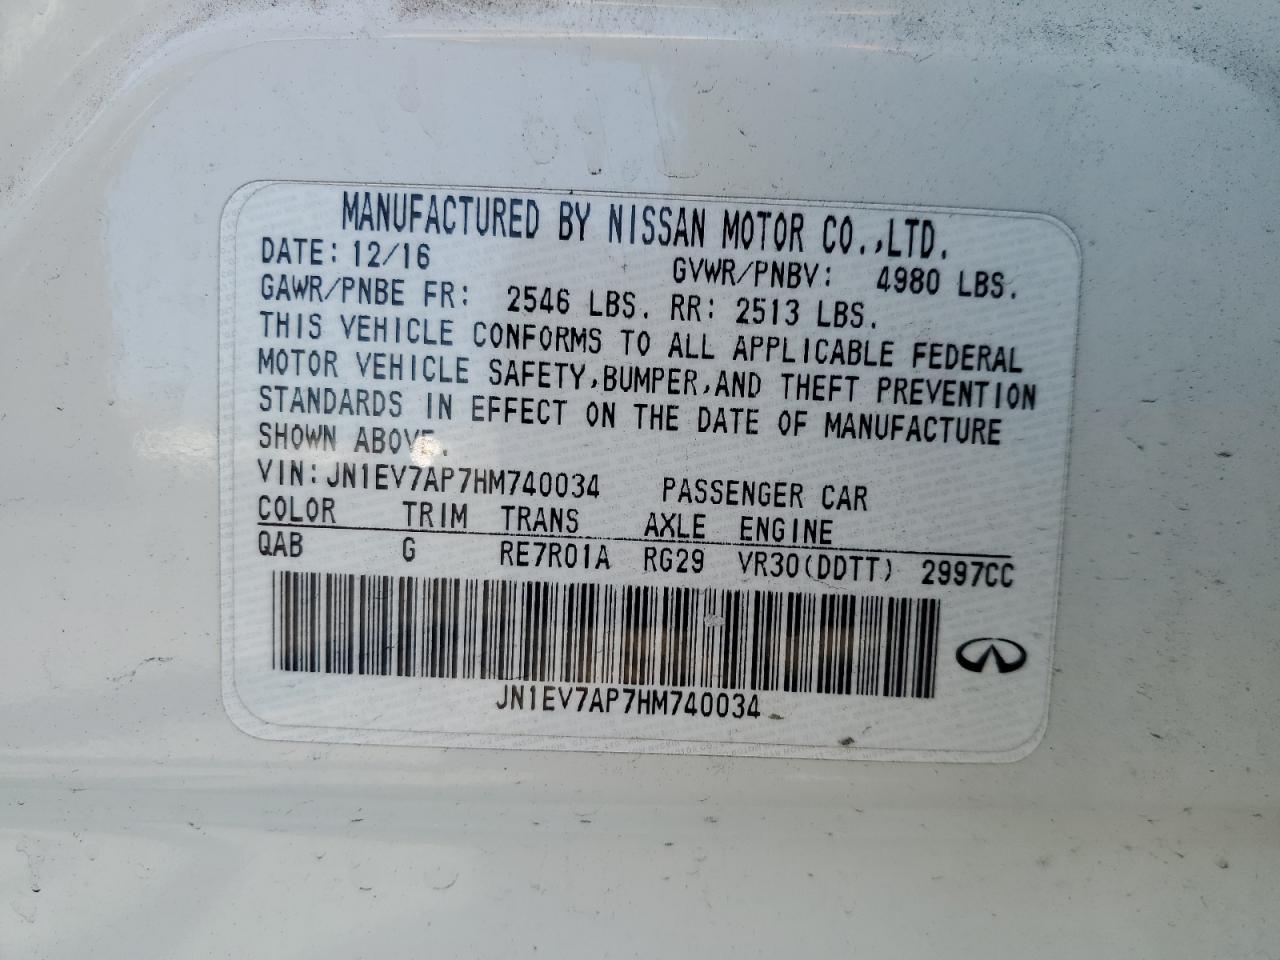 MANUFACTURED BY NISSAN MOTOR CO.,LTD.
DATE: 12/16 GVWR/PNBV: 4980 LBS.
GAWR/PNBE FR: 2546 LBS. RR: 2513 LBS.
THIS VEHICLE CONFORMS TO ALL APPLICABLE FEDERAL
MOTOR VEHICLE SAFETY,BUMPER,AND THEFT PREVENTION
STANDARDS IN EFFECT ON THE DATE OF MANUFACTURE
SHOWN ABOVE.
VIN:JN1EV7AP7HM740034 PASSENGER CAR
COLOR TRIM TRANS AXLE ENGINE
QAB G RE7R01A RG29 VR30(DDTT) 2997CC
JN1EV7AP7HM740034